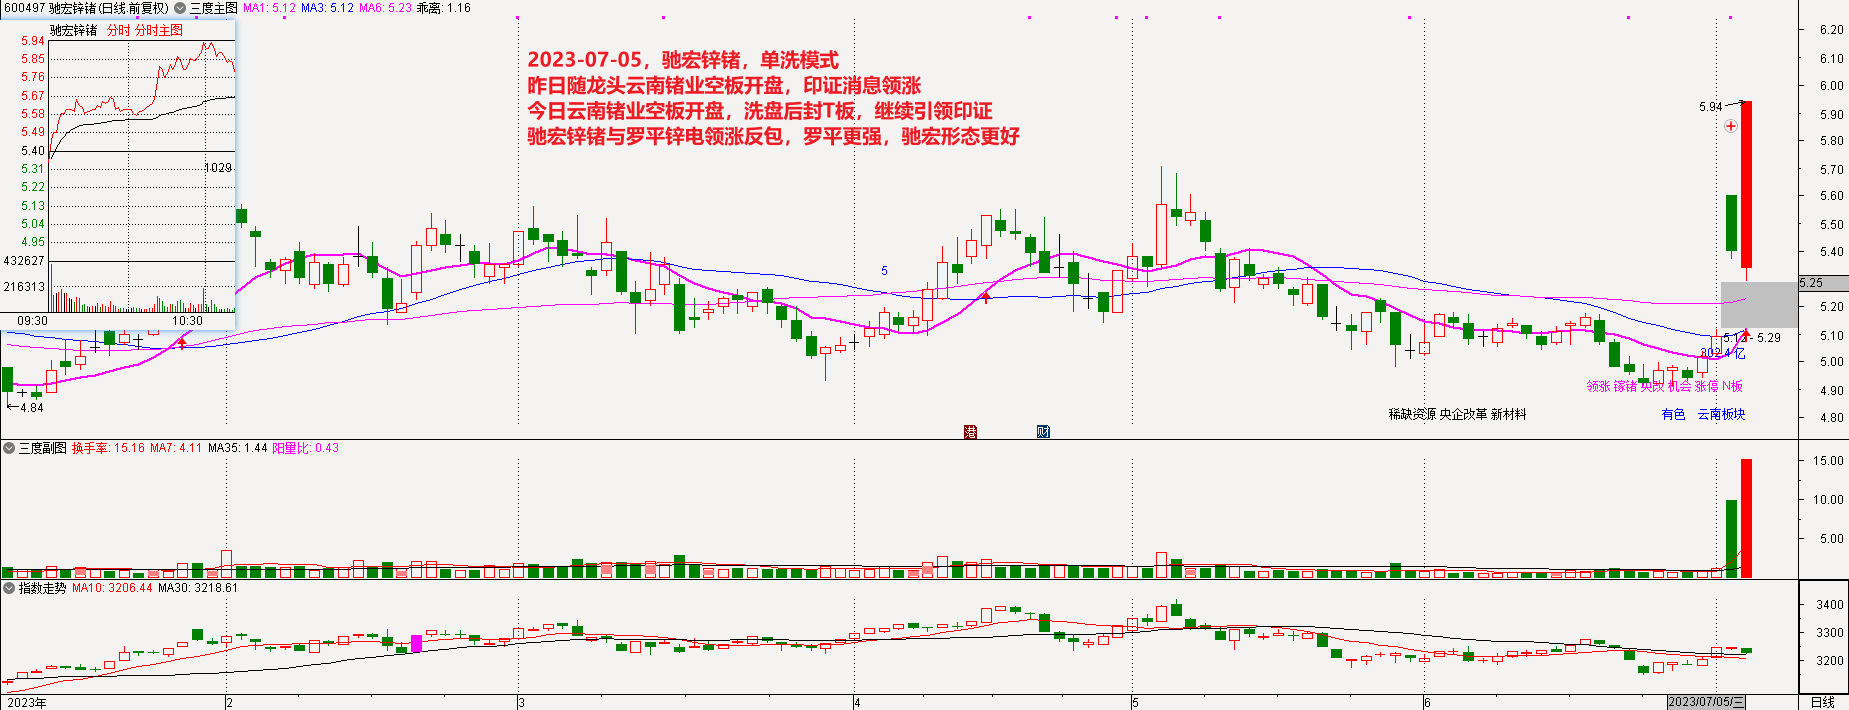 600497 驰宏锌锗(日线.前复权) 三度主图 MA1: 5.12 MA3: 5.12 MA6: 5.23 乖离: 1.16
驰宏锌锗 分时 分时主图
5.94
5.85
5.76
5.67
5.58
5.49
5.40
5.31
5.22
5.13
5.04
4.95
432627
216313
1029
09:30 10:30
2023-07-05，驰宏锌锗，单洗模式
昨日随龙头云南锗业空板开盘，印证消息领涨
今日云南锗业空板开盘，洗盘后封T板，继续引领印证
驰宏锌锗与罗平锌电领涨反包，罗平更强，驰宏形态更好
5.94
5
←4.84
5.29
302.4亿
领涨 镓锗 央改 机会 涨停 N板
稀缺资源 央企改革 新材料
有色 云南板块
港 财
6.20
6.10
6.00
5.90
5.80
5.70
5.60
5.50
5.40
5.25
5.20
5.10
5.00
4.90
4.80
三度副图 换手率: 15.16 MA7: 4.11 MA35: 1.44 阳量比: 0.43
15.00
10.00
5.00
指数走势 MA10: 3206.44 MA30: 3218.61
3400
3300
3200
2023年 2 3 4 5 6 2023/07/05/三 日线